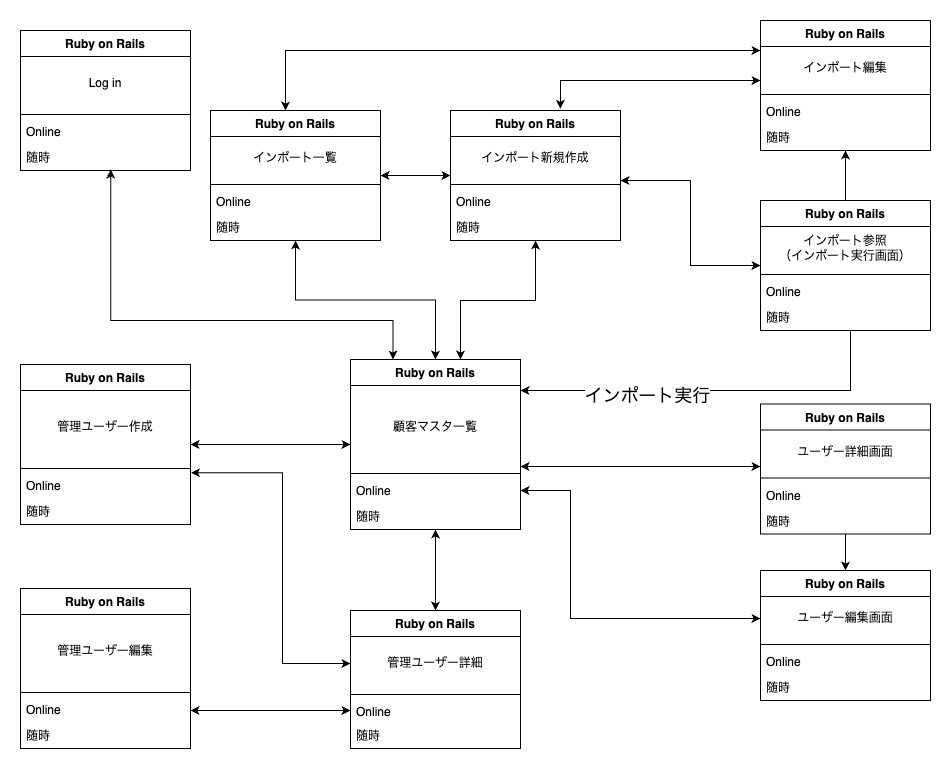 Ruby on Rails
Log in
Online
随時
Ruby on Rails
インポート一覧
Online
随時
Ruby on Rails
インポート新規作成
Online
随時
Ruby on Rails
インポート編集
Online
随時
Ruby on Rails
インポート参照
（インポート実行画面）
Online
随時
Ruby on Rails
管理ユーザー作成
Online
随時
Ruby on Rails
顧客マスタ一覧
Online
随時
インポート実行
Ruby on Rails
ユーザー詳細画面
Online
随時
Ruby on Rails
管理ユーザー編集
Online
随時
Ruby on Rails
管理ユーザー詳細
Online
随時
Ruby on Rails
ユーザー編集画面
Online
随時